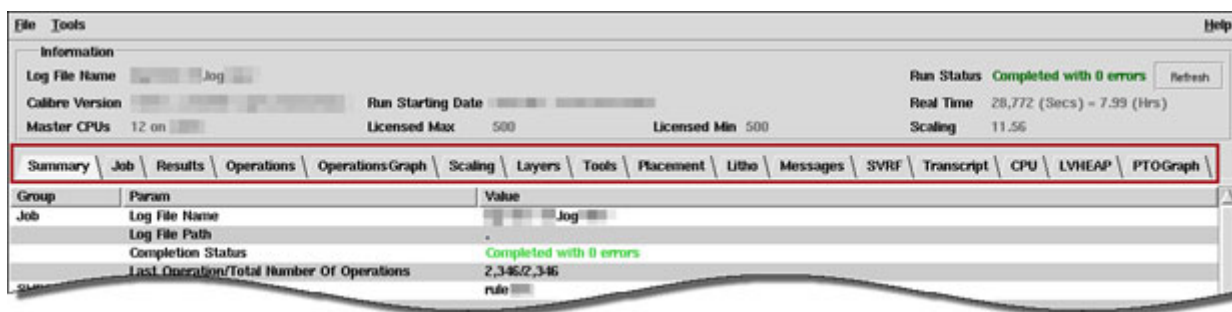 File Tools Help
Information
Log File Name .log Run Status Completed with 0 errors Refresh
Calibre Version Run Starting Date Real Time 28,772 (Secs) = 7.99 (Hrs)
Master CPUs 12 on Licensed Max 500 Licensed Min 500 Scaling 11.56
Summary Job Results Operations OperationsGraph Scaling Layers Tools Placement Litho Messages SVRF Transcript CPU LVHEAP PTOGraph
Group Param Value
Job Log File Name .log
Log File Path .
Completion Status Completed with 0 errors
Last Operation/Total Number Of Operations 2,346/2,346
rule